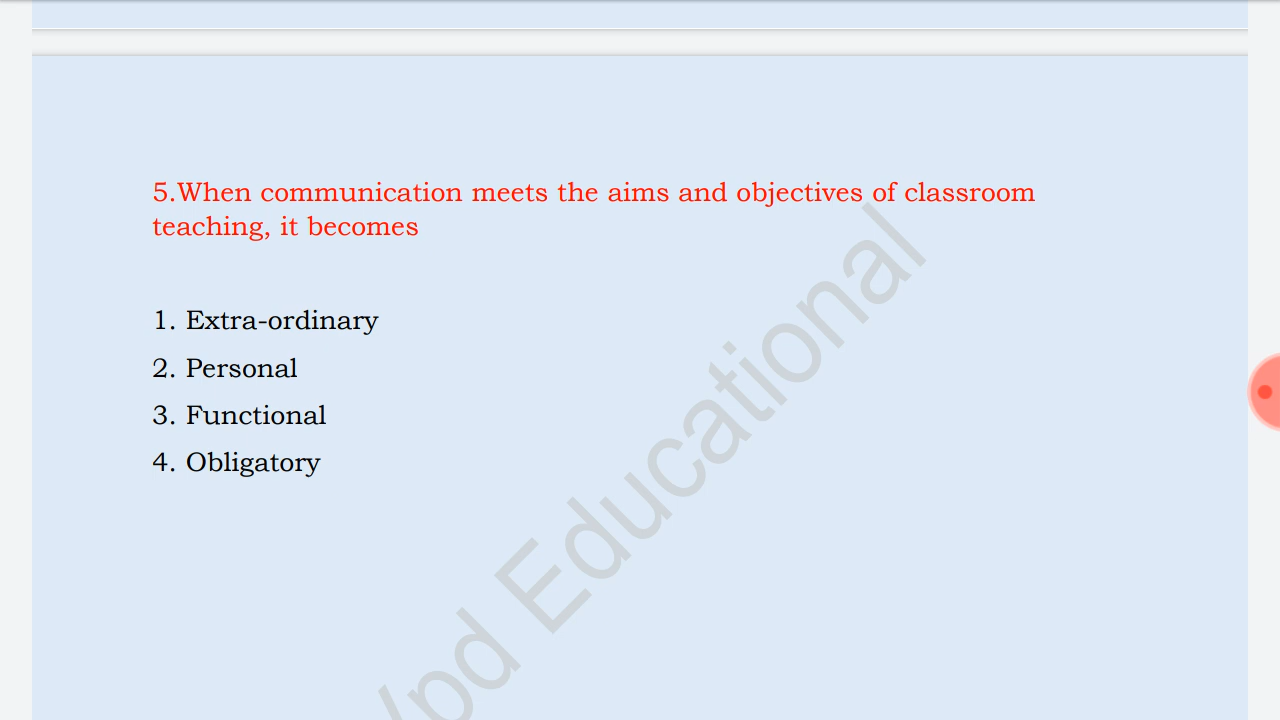 5.When communication meets the aims and objectives of classroom
teaching, it becomes
1. Extra-ordinary
2. Personal
3. Functional
4. Obligatory
Educational